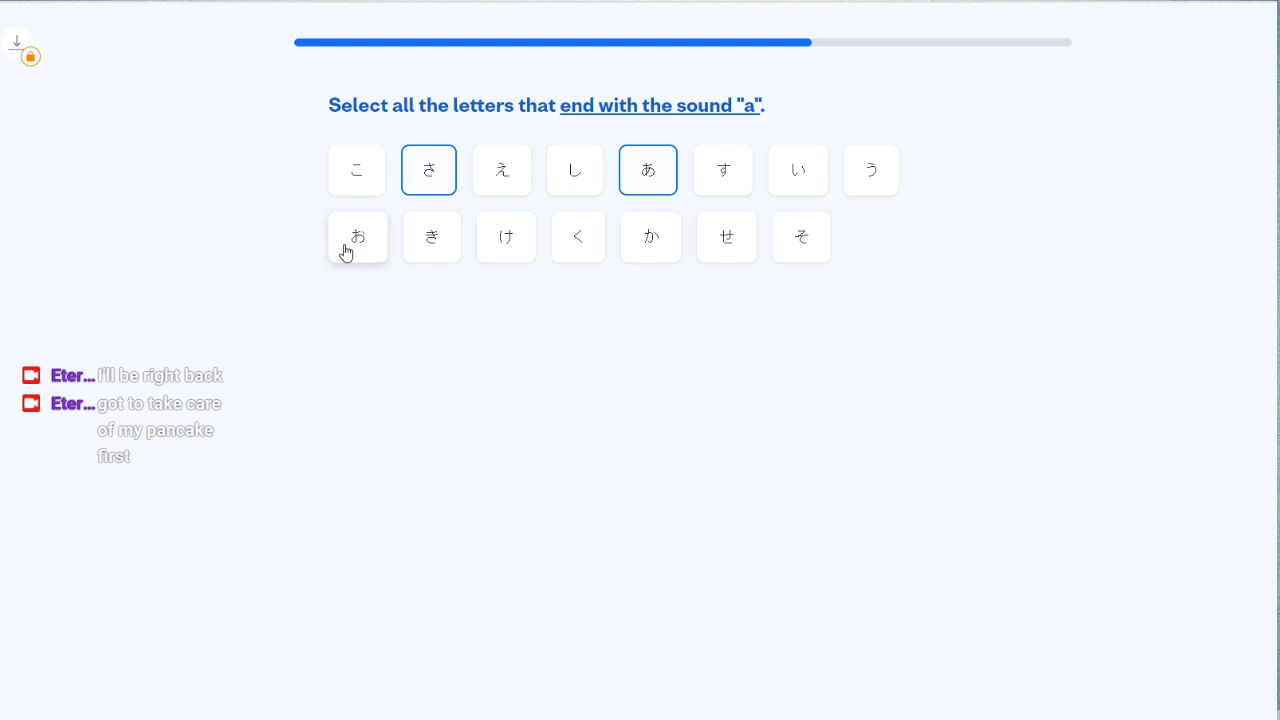 Select all the letters that end with the sound "a".
こ さ え し あ す い う
お き け く か せ そ
Eter... I'll be right back
Eter... got to take care
of my pancake
first